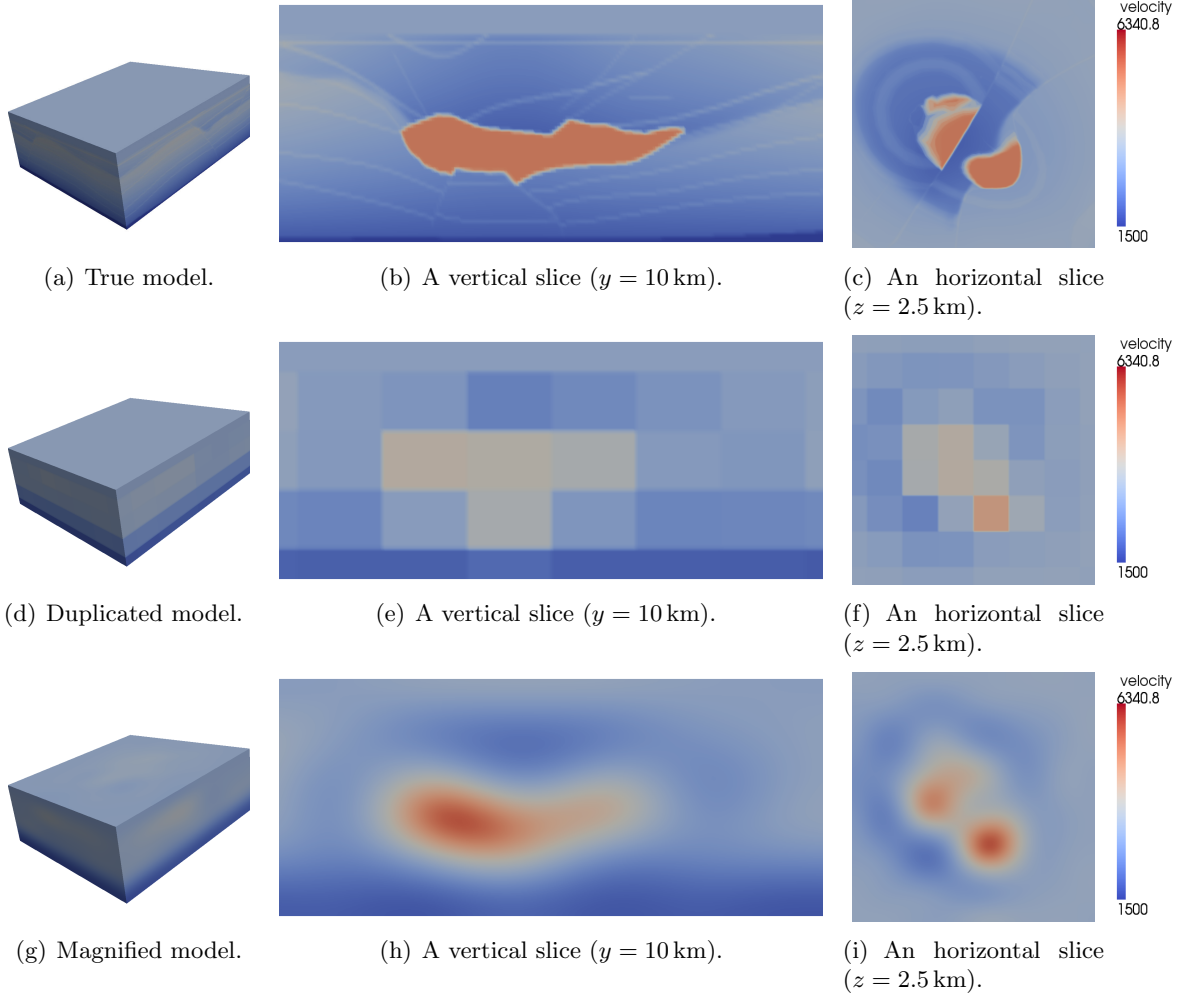 velocity
6340.8
1500
(a) True model.
(b) A vertical slice (y = 10 km).
(c) An horizontal slice
(z = 2.5 km).
velocity
6340.8
1500
(d) Duplicated model.
(e) A vertical slice (y = 10 km).
(f) An horizontal slice
(z = 2.5 km).
velocity
6340.8
1500
(g) Magnified model.
(h) A vertical slice (y = 10 km).
(i) An horizontal slice
(z = 2.5 km).